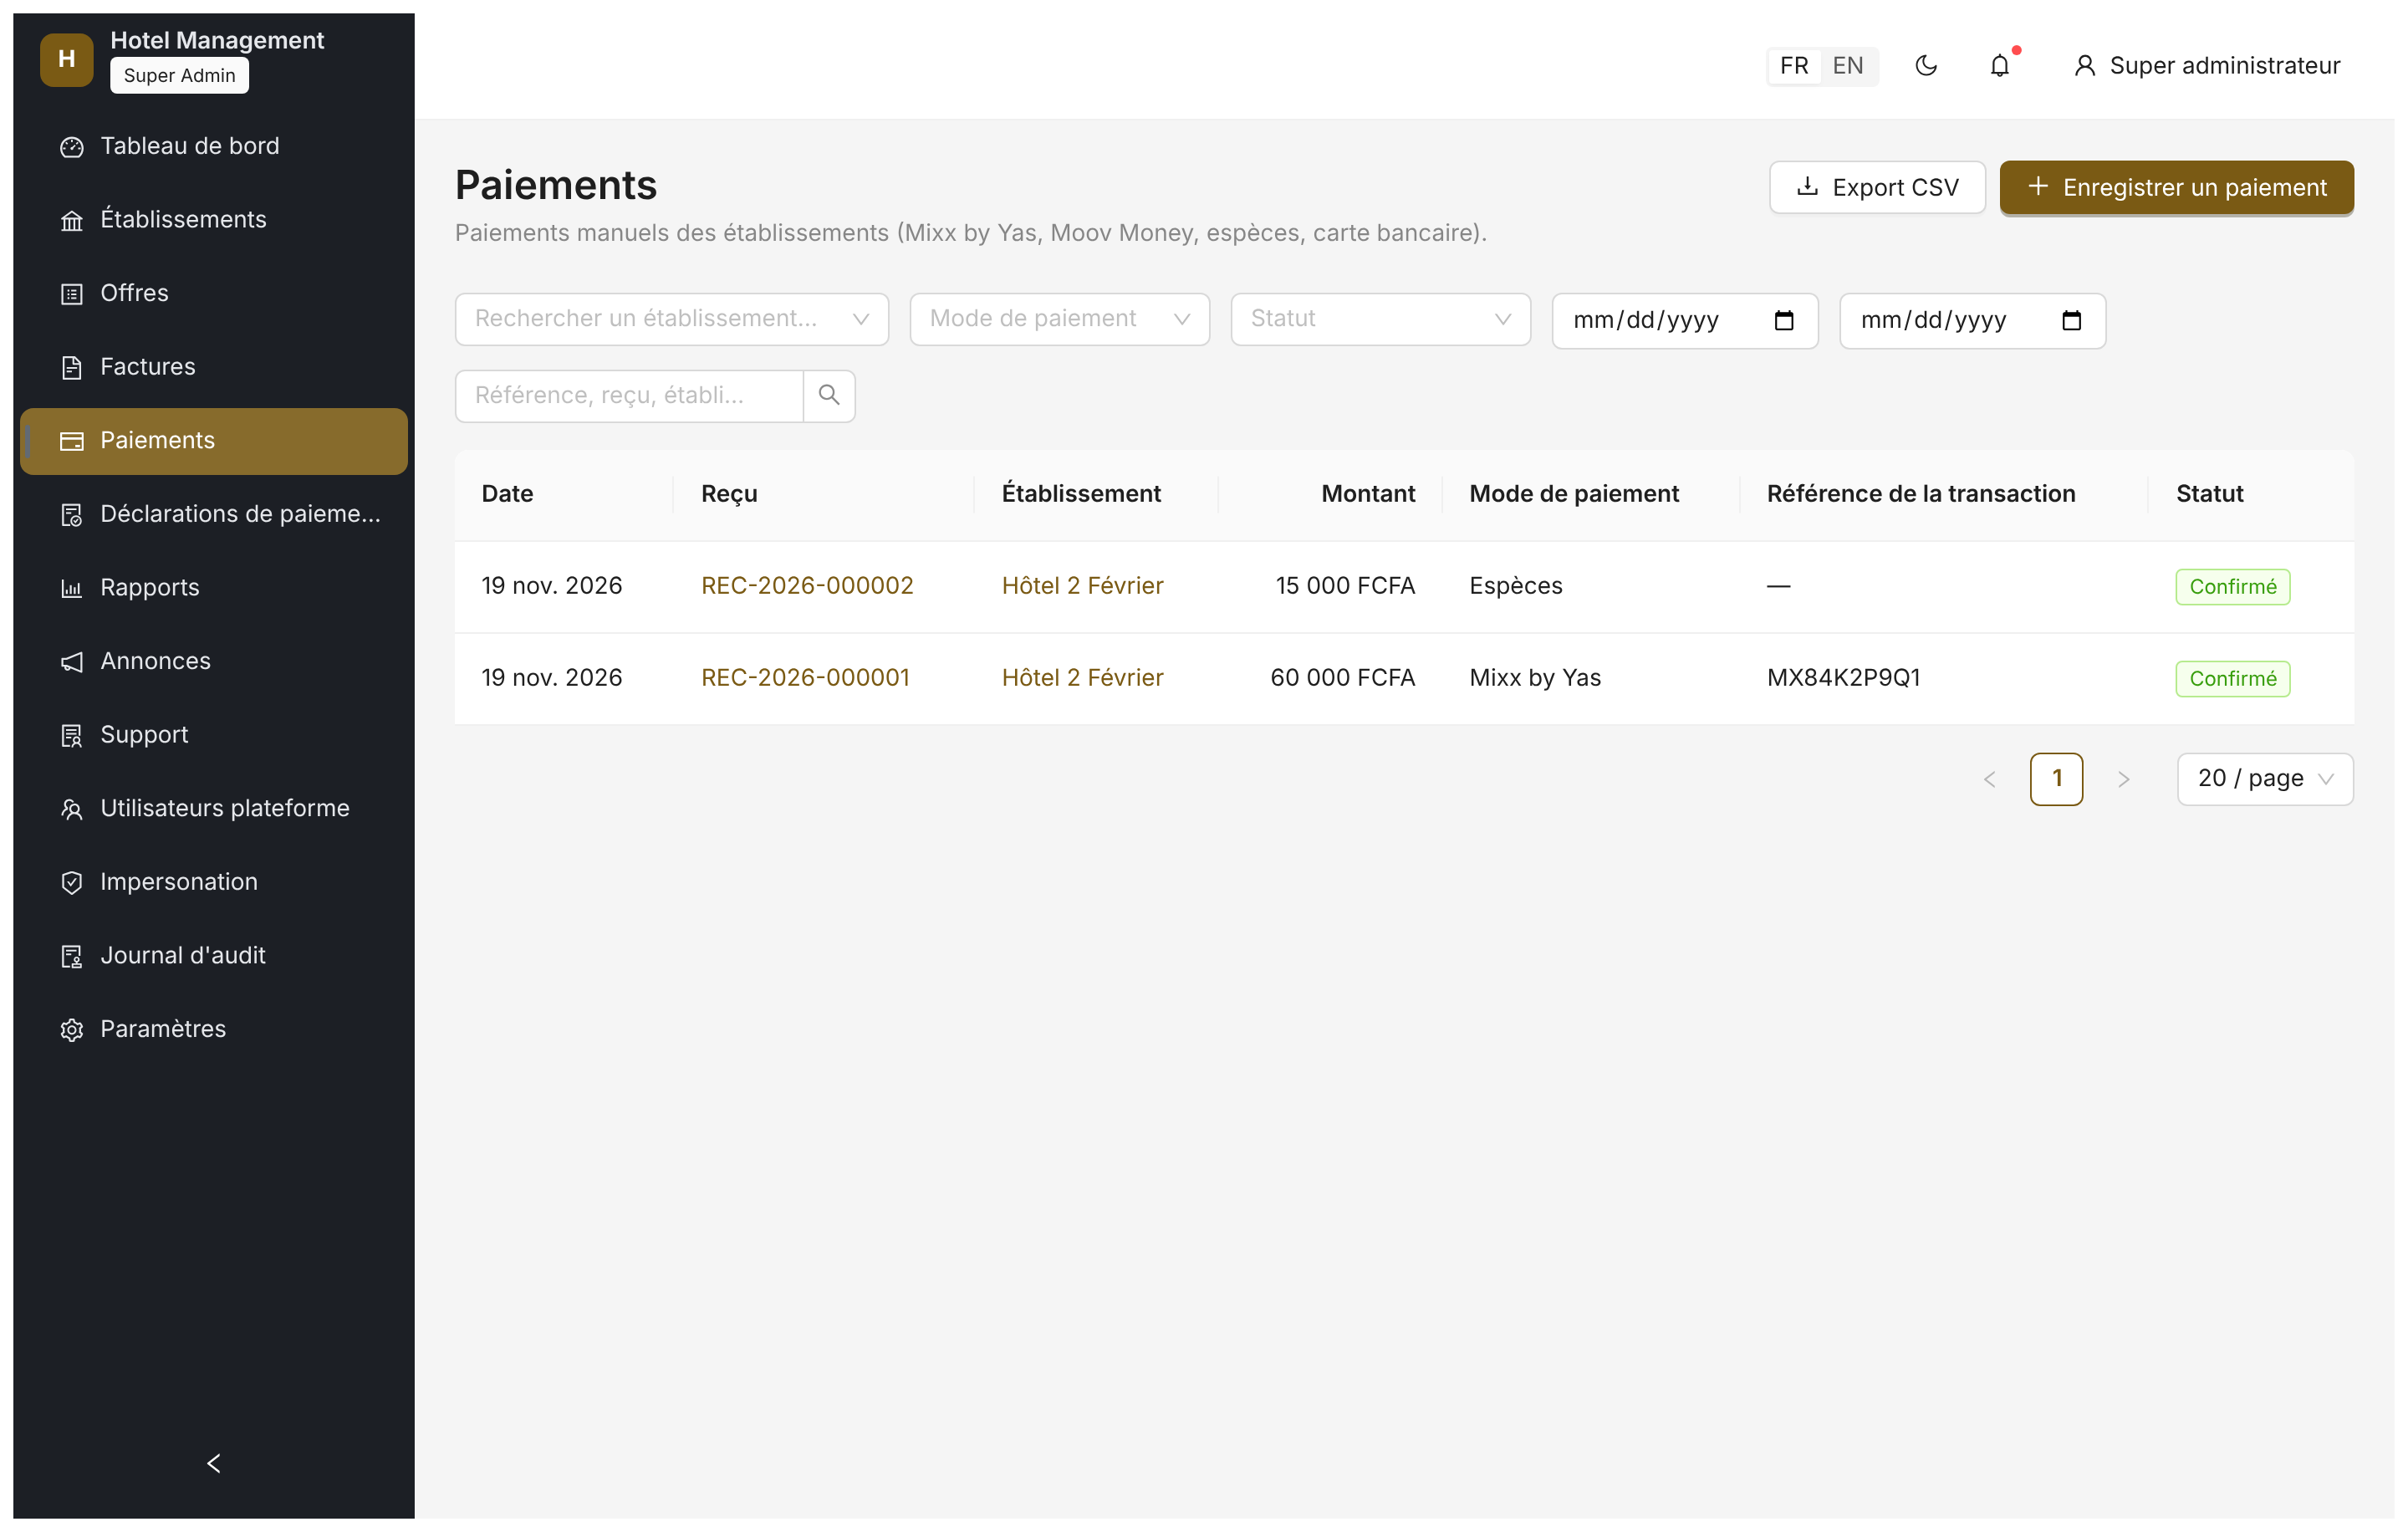 H
Hotel Management
Super Admin
Tableau de bord
Établissements
Offres
Factures
Paiements
Déclarations de paieme...
Rapports
Annonces
Support
Utilisateurs plateforme
Impersonation
Journal d'audit
Paramètres
FR EN
Super administrateur
Paiements
Export CSV
Enregistrer un paiement
Paiements manuels des établissements (Mixx by Yas, Moov Money, espèces, carte bancaire).
Rechercher un établissement... Mode de paiement Statut mm/dd/yyyy mm/dd/yyyy
Référence, reçu, établi...
Date Reçu Établissement Montant Mode de paiement Référence de la transaction Statut
19 nov. 2026 REC-2026-000002 Hôtel 2 Février 15 000 FCFA Espèces — Confirmé
19 nov. 2026 REC-2026-000001 Hôtel 2 Février 60 000 FCFA Mixx by Yas MX84K2P9Q1 Confirmé
1 20 / page